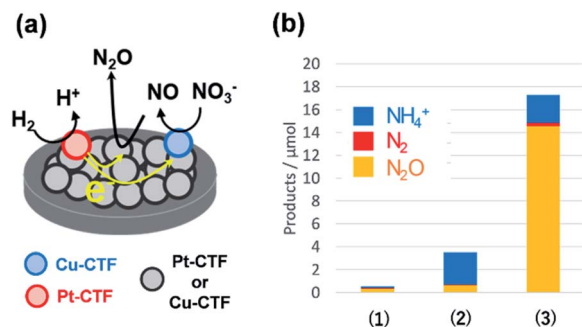 (a)
N₂O
H⁺
NO
NO₃⁻
H₂
e⁻
Cu-CTF
Pt-CTF
Pt-CTF
or
Cu-CTF
(b)
Products / μmol
20
18
16
14
12
10
8
6
4
2
0
NH₄⁺
N₂
N₂O
(1)
(2)
(3)